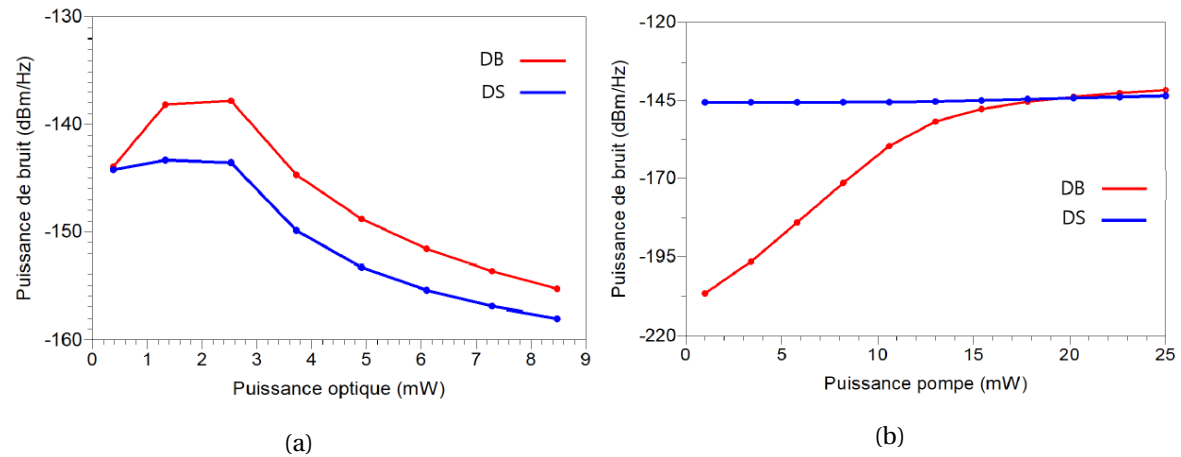 -130
-140
-150
-160
0
1
2
3
4
5
6
7
8
9
Puissance de bruit (dBm/Hz)
Puissance optique (mW)
DB
DS
(a)
-120
-145
-170
-195
-220
0
5
10
15
20
25
Puissance de bruit (dBm/Hz)
Puissance pompe (mW)
DB
DS
(b)